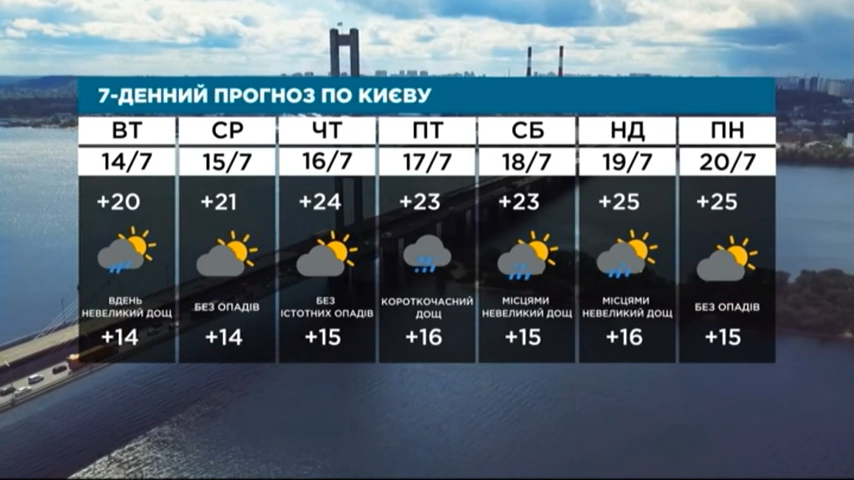 7-ДЕННИЙ ПРОГНОЗ ПО КИЄВУ
ВТ СР ЧТ ПТ СБ НД ПН
14/7 15/7 16/7 17/7 18/7 19/7 20/7
+20 +21 +24 +23 +23 +25 +25
ВДЕНЬ НЕВЕЛИКИЙ ДОЩ
БЕЗ ОПАДІВ
БЕЗ ІСТОТНИХ ОПАДІВ
КОРОТКОЧАСНИЙ ДОЩ
МІСЦЯМИ НЕВЕЛИКИЙ ДОЩ
МІСЦЯМИ НЕВЕЛИКИЙ ДОЩ
БЕЗ ОПАДІВ
+14 +14 +15 +16 +15 +16 +15